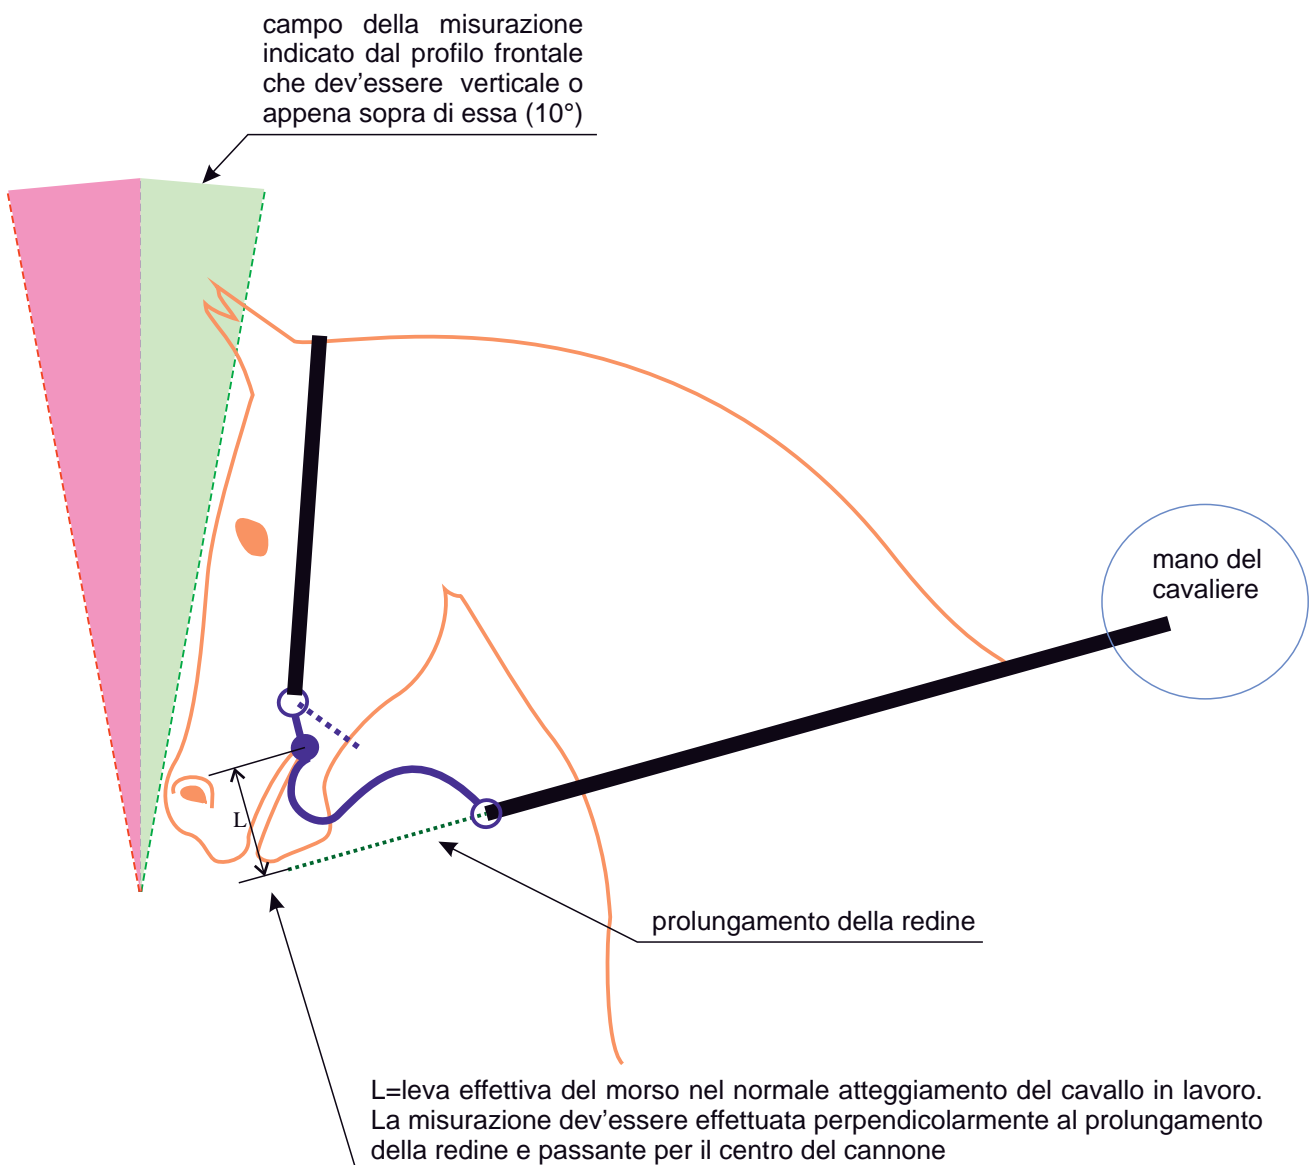 campo della misurazione
indicato dal profilo frontale
che dev'essere verticale o
appena sopra di essa (10°)
mano del
cavaliere
L
prolungamento della redine
L=leva effettiva del morso nel normale atteggiamento del cavallo in lavoro.
La misurazione dev'essere effettuata perpendicolarmente al prolungamento
della redine e passante per il centro del cannone